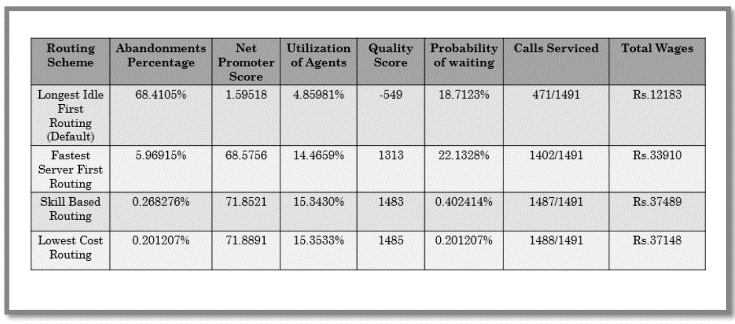 Routing Scheme Abandonments Percentage Net Promoter Score Utilization of Agents Quality Score Probability of waiting Calls Serviced Total Wages
Longest Idle First Routing (Default) 68.4105% 1.59518 4.85981% -549 18.7123% 471/1491 Rs.12183
Fastest Server First Routing 5.96915% 68.5756 14.4659% 1313 22.1328% 1402/1491 Rs.33910
Skill Based Routing 0.268276% 71.8521 15.3430% 1483 0.402414% 1487/1491 Rs.37489
Lowest Cost Routing 0.201207% 71.8891 15.3533% 1485 0.201207% 1488/1491 Rs.37148